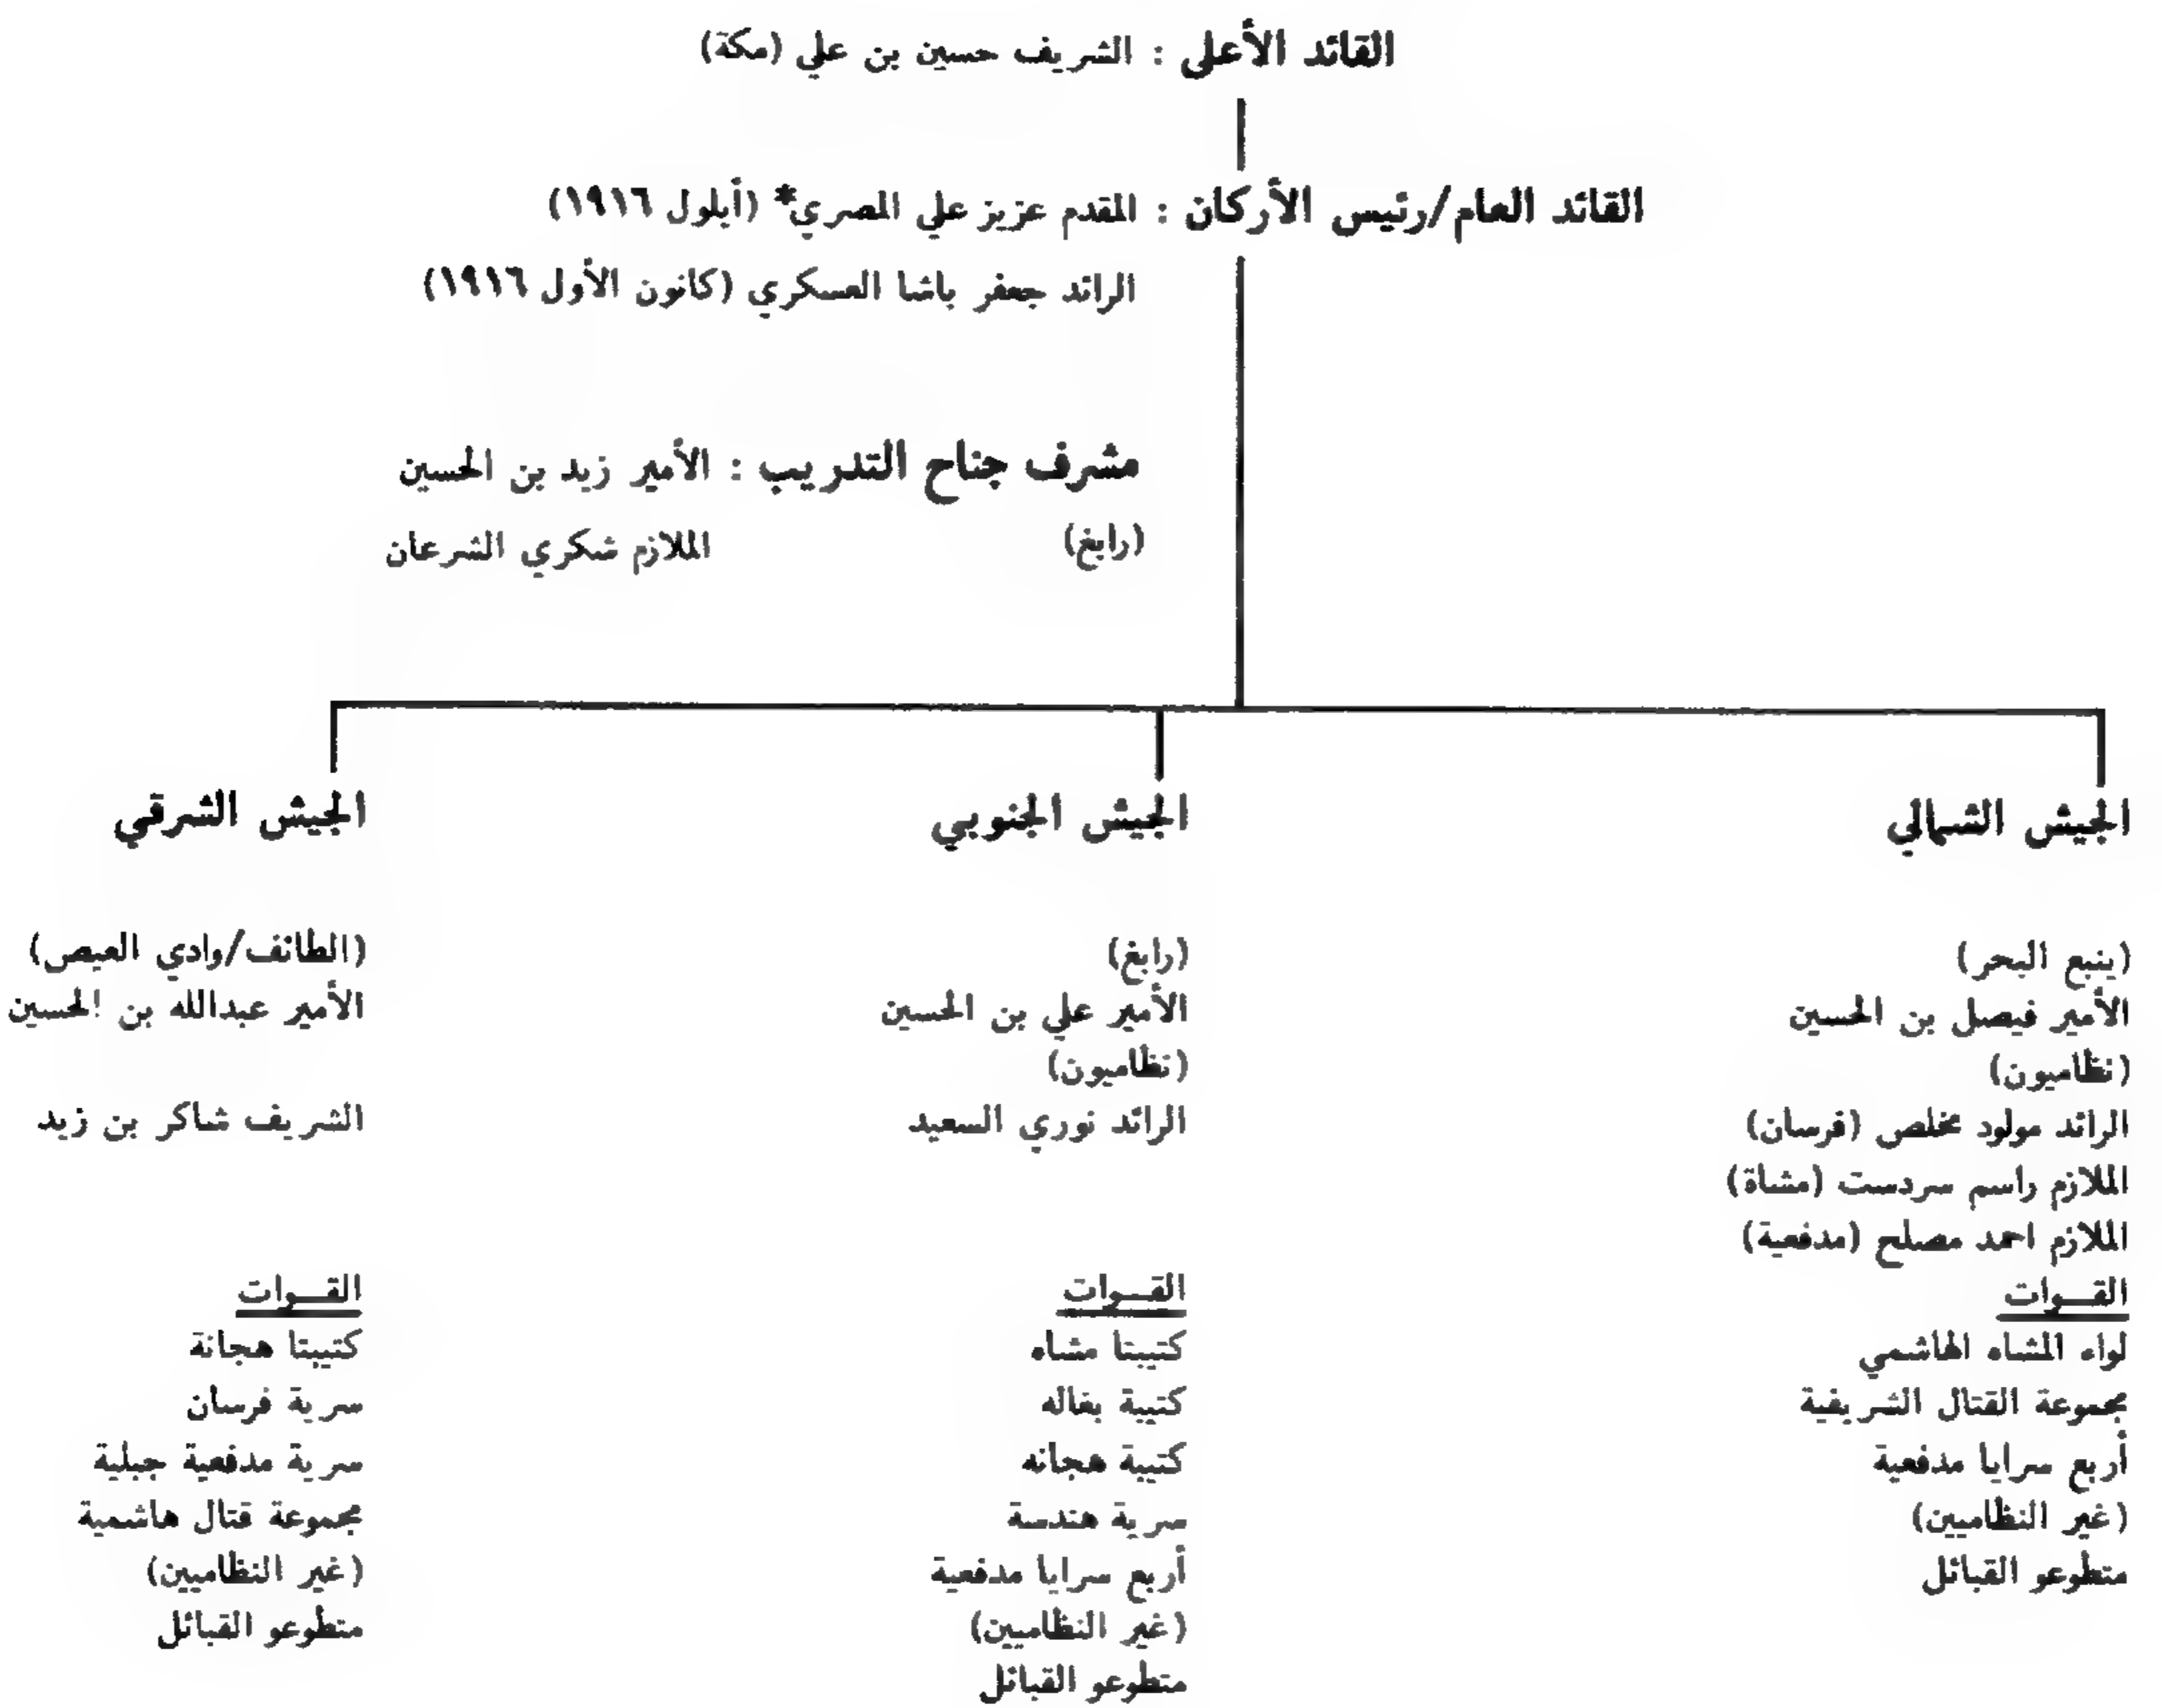 القائد الأعلى : الشريف حسين بن علي (مكة)
القائد العام/رئيس الأركان : المقدم عزيز علي المصري* (أيلول ١٩١٦)
الرائد جعفر باشا العسكري (كانون الأول ١٩١٦)
مشرف جناح التدريب : الأمير زيد بن الحسين
(رابغ) الملازم شكري الشرعان
الجيش الشمالي
(ينبع البحر)
الأمير فيصل بن الحسين
(نظاميون)
الرائد مولود مخلص (فرسان)
الملازم راسم سردست (مشاة)
الملازم احمد مصلح (مدفعية)
القـوات
لواء المشاه الهاشمي
مجموعة القتال الشريفية
أربع سرايا مدفعية
(غير النظاميين)
متطوعو القبائل
الجيش الجنوبي
(رابغ)
الأمير علي بن الحسين
(نظاميون)
الرائد نوري السعيد
القـوات
كتيبتا مشاه
كتيبة بغاله
كتيبة هجانه
سرية هندسة
أربع سرايا مدفعية
(غير النظاميين)
متطوعو القبائل
الجيش الشرقي
(الطائف/وادي العيص)
الأمير عبدالله بن الحسين
الشريف شاكر بن زيد
القـوات
كتيبتا هجانة
سرية فرسان
سرية مدفعية جبلية
مجموعة قتال هاشمية
(غير النظاميين)
متطوعو القبائل